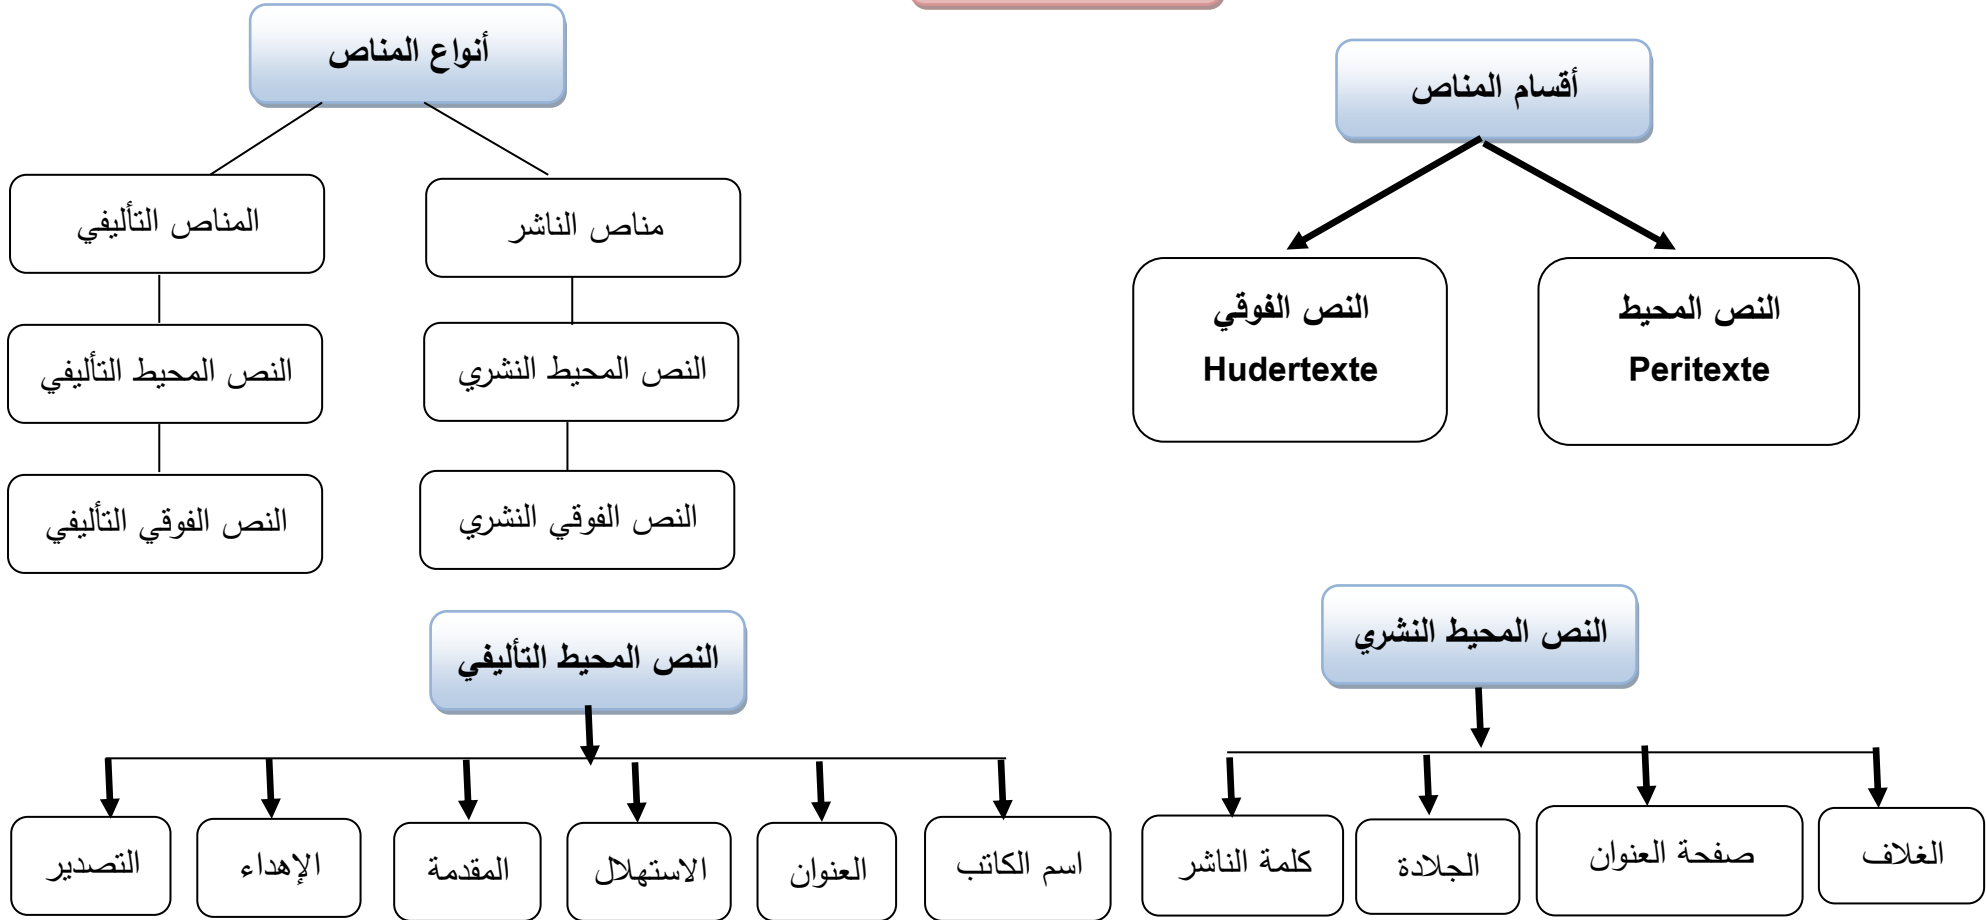 أقسام المناص
النص المحيط
Peritexte
النص الفوقي
Hudertexte
أنواع المناص
مناص الناشر
المناص التأليفي
النص المحيط النشري
النص المحيط التأليفي
النص الفوقي النشري
النص الفوقي التأليفي
النص المحيط النشري
الغلاف
صفحة العنوان
الجلادة
كلمة الناشر
النص المحيط التأليفي
اسم الكاتب
العنوان
الاستهلال
المقدمة
الإهداء
التصدير